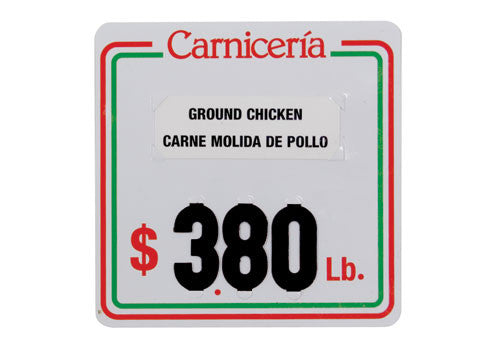 Carnicería
GROUND CHICKEN
CARNE MOLIDA DE POLLO
$ 3.80 Lb.